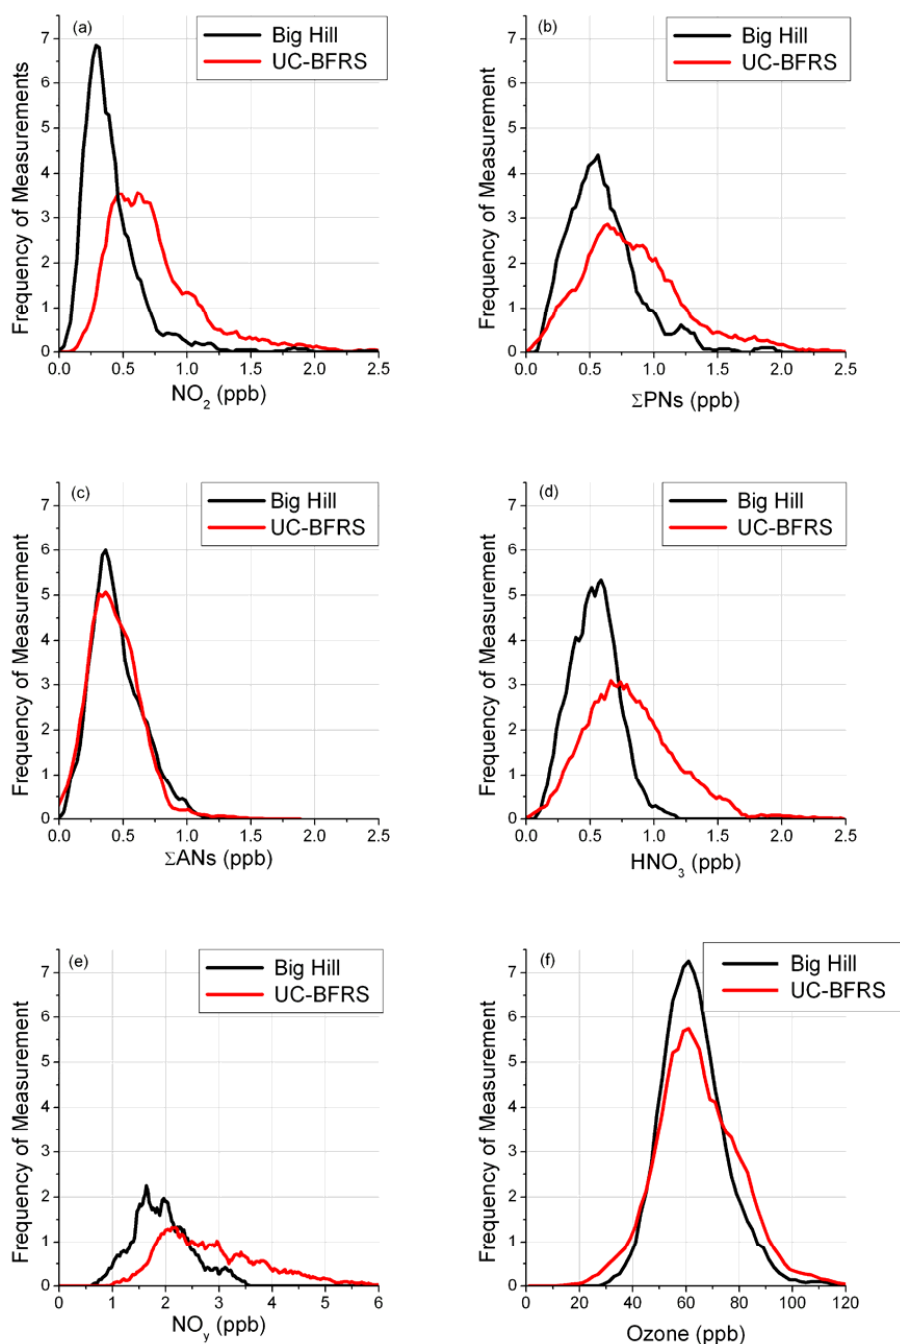 (a)
Big Hill
UC-BFRS
Frequency of Measurements
7
6
5
4
3
2
1
0
0.0 0.5 1.0 1.5 2.0 2.5
NO₂ (ppb)
(b)
Big Hill
UC-BFRS
Frequency of Measurement
7
6
5
4
3
2
1
0
0.0 0.5 1.0 1.5 2.0 2.5
ΣPNs (ppb)
(c)
Big Hill
UC-BFRS
Frequency of Measurement
7
6
5
4
3
2
1
0
0.0 0.5 1.0 1.5 2.0 2.5
ΣANs (ppb)
(d)
Big Hill
UC-BFRS
Frequency of Measurement
7
6
5
4
3
2
1
0
0.0 0.5 1.0 1.5 2.0 2.5
HNO₃ (ppb)
(e)
Big Hill
UC-BFRS
Frequency of Measurement
7
6
5
4
3
2
1
0
0 1 2 3 4 5 6
NOᵧ (ppb)
(f)
Big Hill
UC-BFRS
Frequency of Measurement
7
6
5
4
3
2
1
0
0 20 40 60 80 100 120
Ozone (ppb)